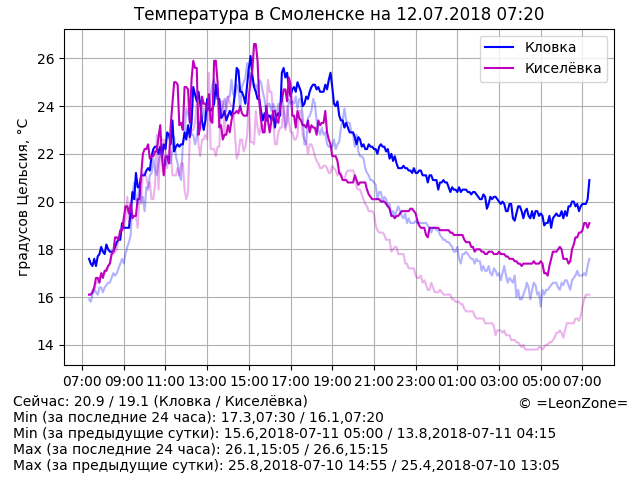 Температура в Смоленске на 12.07.2018 07:20
градусов Цельсия, °C
26
24
22
20
18
16
14
Кловка
Киселёвка
07:00 09:00 11:00 13:00 15:00 17:00 19:00 21:00 23:00 01:00 03:00 05:00 07:00
Сейчас: 20.9 / 19.1 (Кловка / Киселёвка)
© =LeonZone=
Min (за последние 24 часа): 17.3,07:30 / 16.1,07:20
Min (за предыдущие сутки): 15.6,2018-07-11 05:00 / 13.8,2018-07-11 04:15
Max (за последние 24 часа): 26.1,15:05 / 26.6,15:15
Max (за предыдущие сутки): 25.8,2018-07-10 14:55 / 25.4,2018-07-10 13:05